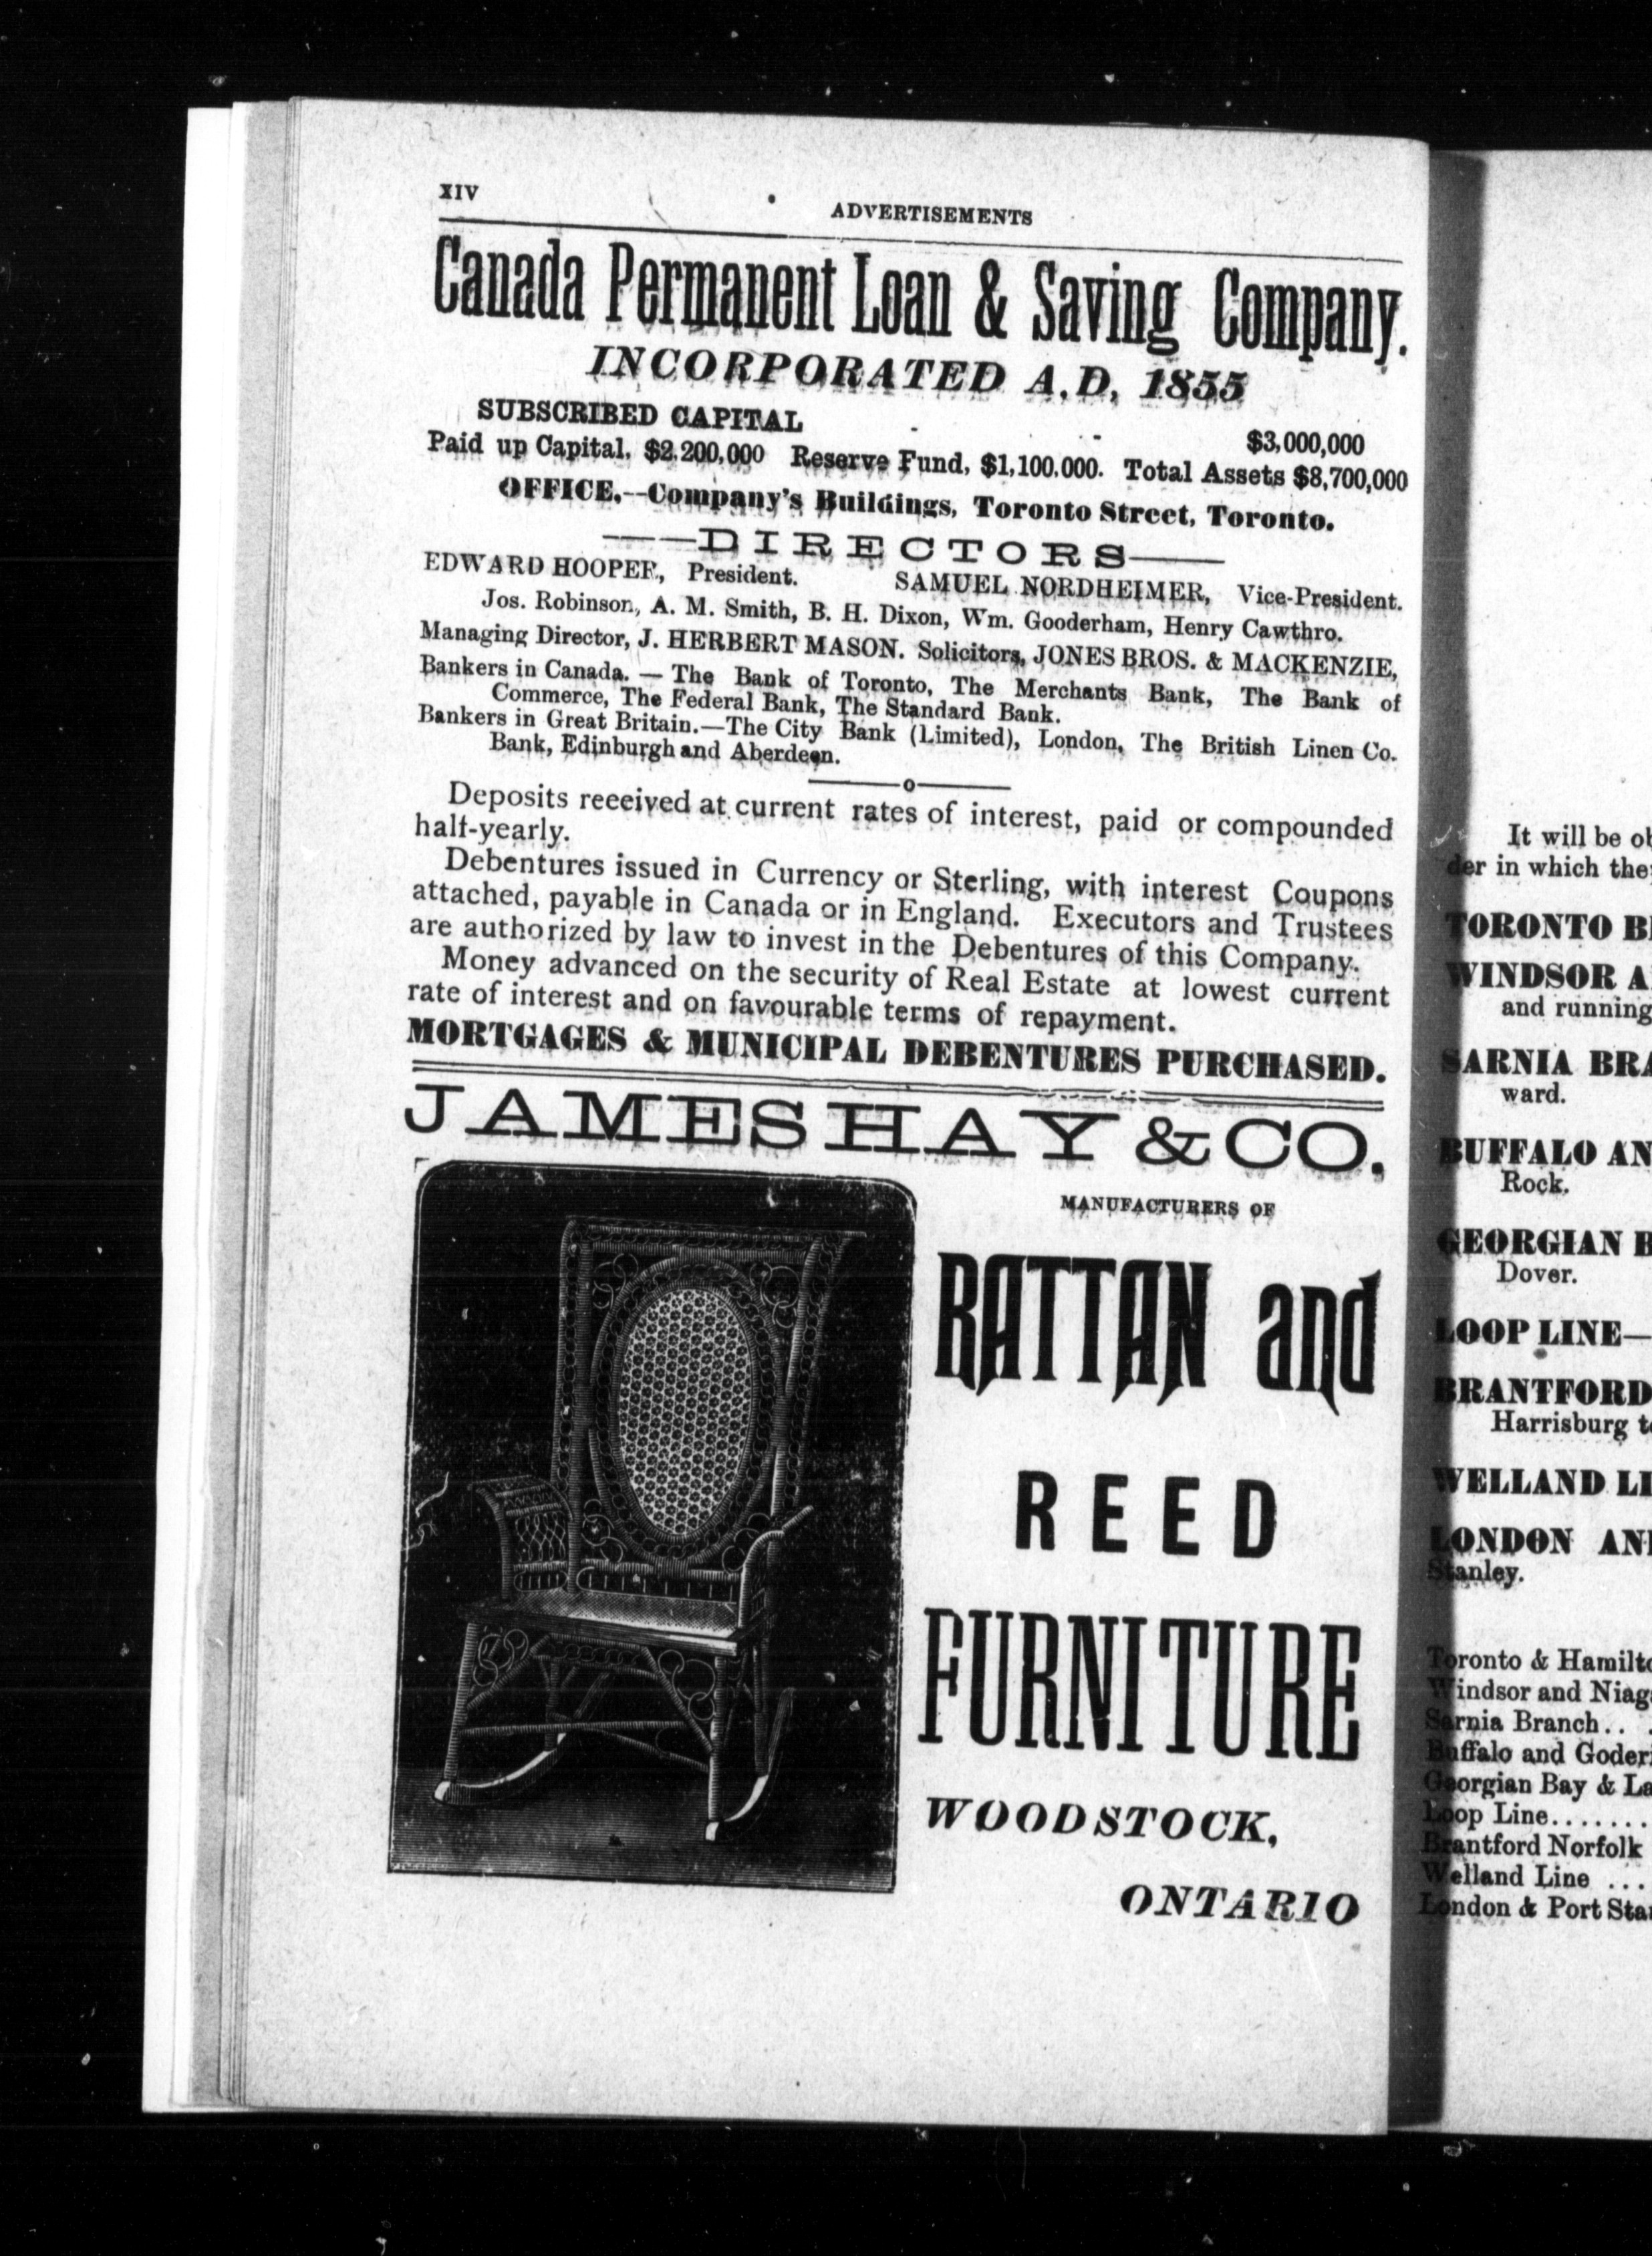 XIV
ADVERTISEMENTS
Canada Permanent Loan & Saving Company.
INCORPORATED A.D, 1855
SUBSCRIBED CAPITAL - - $3,000,000
Paid up Capital, $2,200,000 Reserve Fund, $1,100.000. Total Assets $8,700,000
OFFICE,--Company's Buildings, Toronto Street, Toronto.
——DIRECTORS——
EDWARD HOOPER, President. SAMUEL NORDHEIMER, Vice-President.
Jos. Robinson, A. M. Smith, B. H. Dixon, Wm. Gooderham, Henry Cawthro.
Managing Director, J. HERBERT MASON. Solicitors, JONES BROS. & MACKENZIE,
Bankers in Canada. — The Bank of Toronto, The Merchants Bank, The Bank of
Commerce, The Federal Bank, The Standard Bank.
Bankers in Great Britain.—The City Bank (Limited), London, The British Linen Co.
Bank, Edinburgh and Aberdeen.
——o——
Deposits reeeived at current rates of interest, paid or compounded
half-yearly.
Debentures issued in Currency or Sterling, with interest Coupons
attached, payable in Canada or in England. Executors and Trustees
are authorized by law to invest in the Debentures of this Company.
Money advanced on the security of Real Estate at lowest current
rate of interest and on favourable terms of repayment.
MORTGAGES & MUNICIPAL DEBENTURES PURCHASED.
JAMES HAY & CO.
MANUFACTURERS OF
RATTAN and
REED
FURNITURE
WOODSTOCK,
ONTARIO
It will be
der in which
TORONTO
WINDSOR
and running
SARNIA
ward.
BUFFALO
Rock.
GEORGIAN
Dover.
LOOP LINE—
BRANTFORD
Harrisburg
WELLAND
LONDON
Stanley.
Toronto &
Windsor and
Sarnia Branch..
Buffalo and
Georgian Bay &
Loop Line.......
Brantford Norfolk
Welland Line ...
London & Port